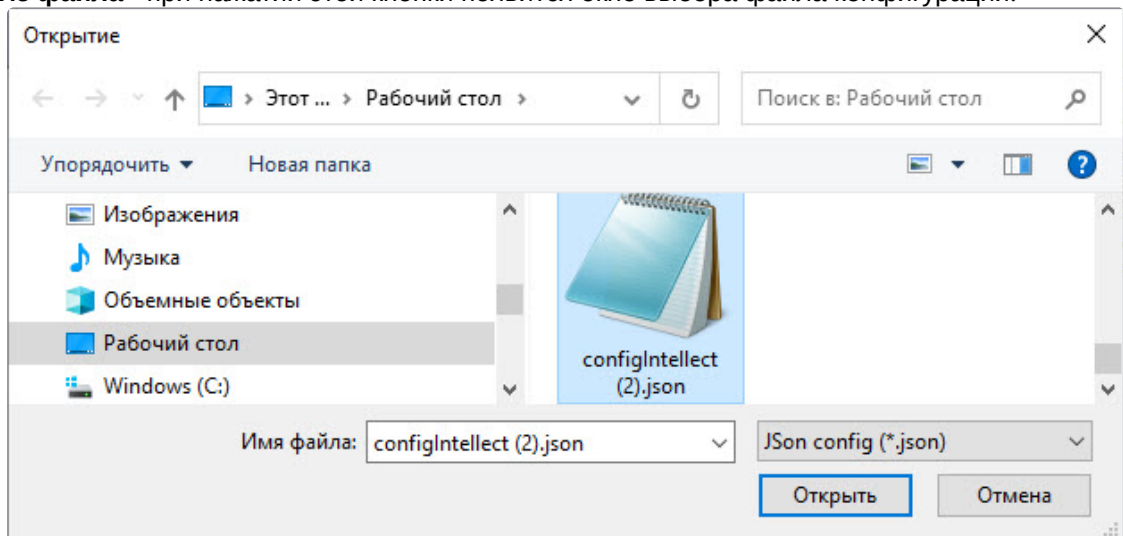 Открытие
Этот ... > Рабочий стол >
Поиск в: Рабочий стол
Упорядочить
Новая папка
?
Изображения
Музыка
Объемные объекты
Рабочий стол
Windows (C:)
configIntellect
(2).json
Имя файла: configIntellect (2).json
JSon config (*.json)
Открыть
Отмена